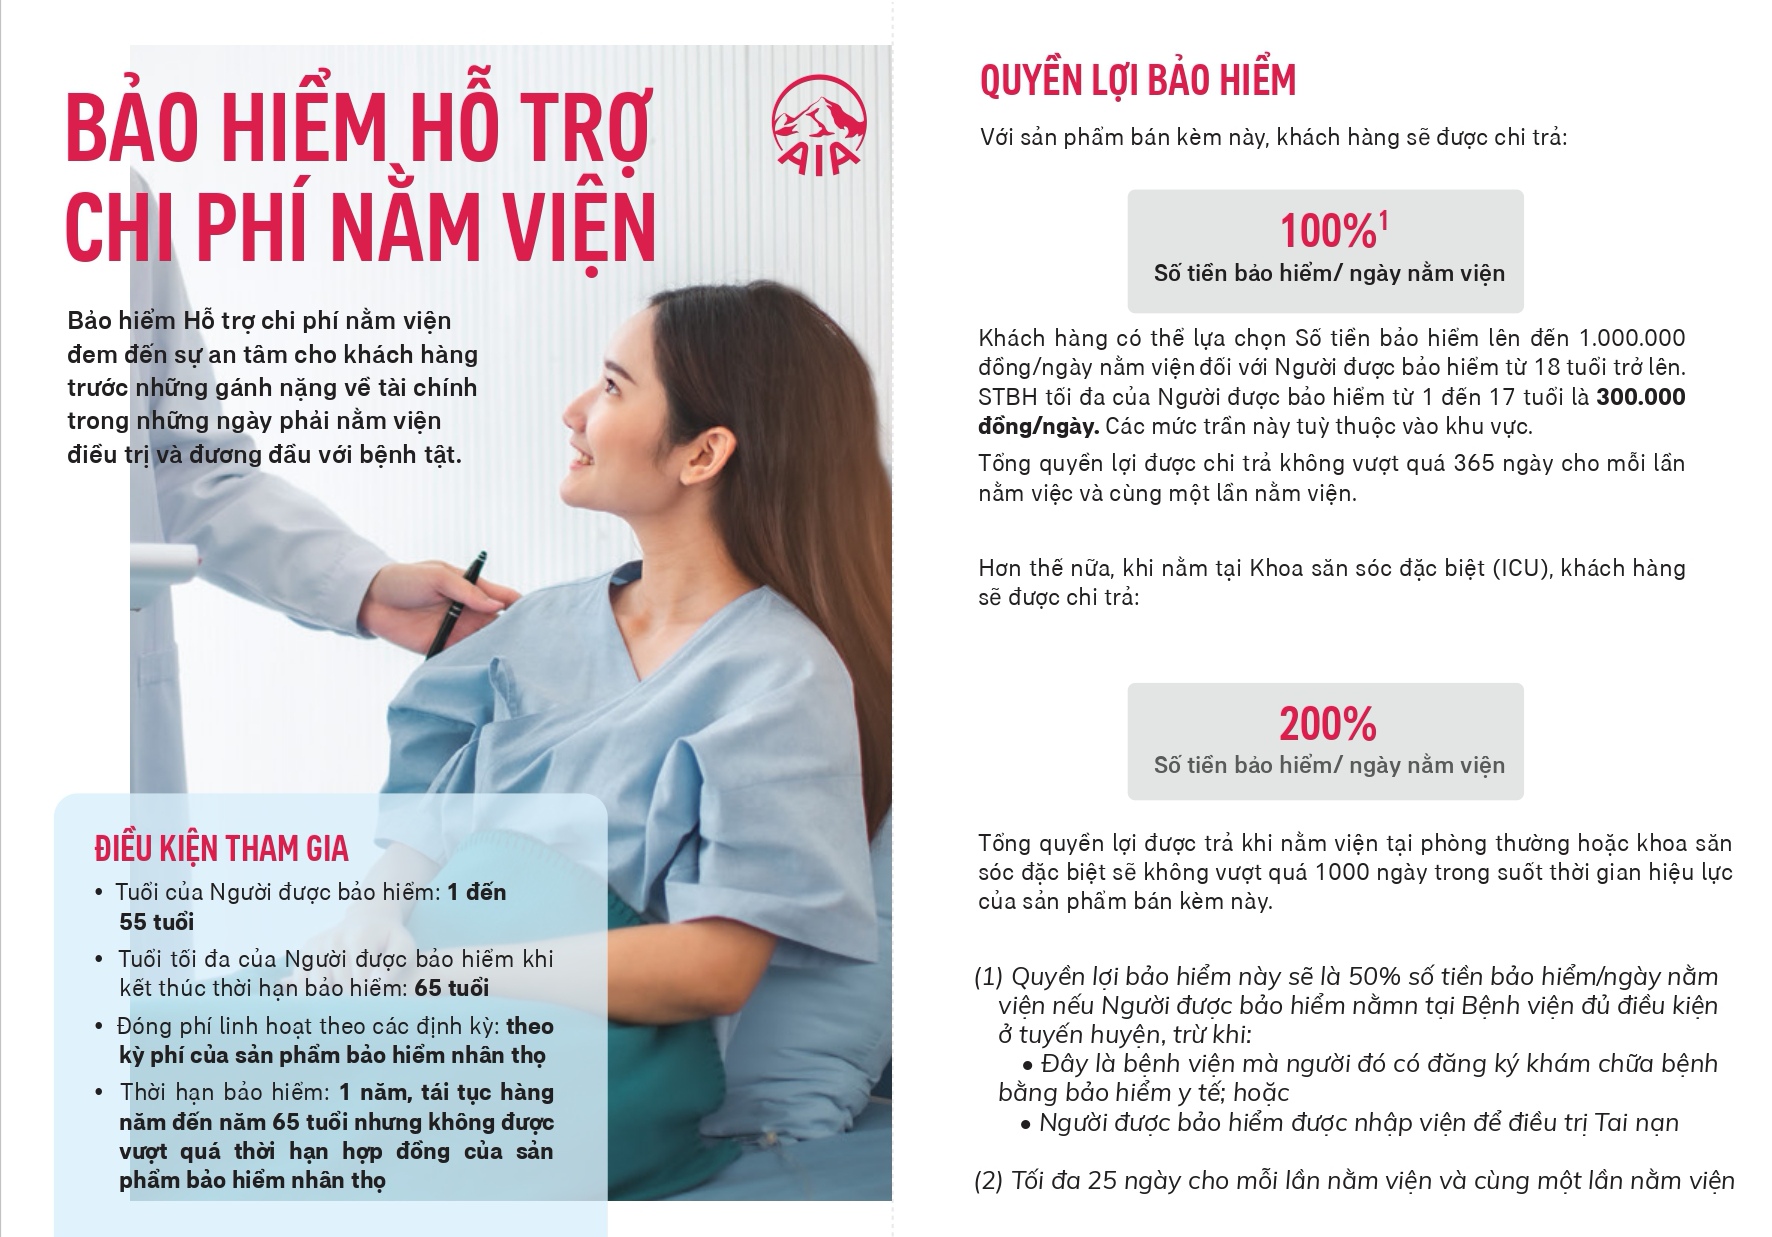 BẢO HIỂM HỖ TRỢ
CHI PHÍ NẰM VIỆN
AIA
Bảo hiểm Hỗ trợ chi phí nằm viện
đem đến sự an tâm cho khách hàng
trước những gánh nặng về tài chính
trong những ngày phải nằm viện
điều trị và đương đầu với bệnh tật.
ĐIỀU KIỆN THAM GIA
• Tuổi của Người được bảo hiểm: 1 đến
55 tuổi
• Tuổi tối đa của Người được bảo hiểm khi
kết thúc thời hạn bảo hiểm: 65 tuổi
• Đóng phí linh hoạt theo các định kỳ: theo
kỳ phí của sản phẩm bảo hiểm nhân thọ
• Thời hạn bảo hiểm: 1 năm, tái tục hàng
năm đến năm 65 tuổi nhưng không được
vượt quá thời hạn hợp đồng của sản
phẩm bảo hiểm nhân thọ
QUYỀN LỢI BẢO HIỂM
Với sản phẩm bán kèm này, khách hàng sẽ được chi trả:
100%¹
Số tiền bảo hiểm/ ngày nằm viện
Khách hàng có thể lựa chọn Số tiền bảo hiểm lên đến 1.000.000
đồng/ngày nằm viện đối với Người được bảo hiểm từ 18 tuổi trở lên.
STBH tối đa của Người được bảo hiểm từ 1 đến 17 tuổi là 300.000
đồng/ngày. Các mức trần này tuỳ thuộc vào khu vực.
Tổng quyền lợi được chi trả không vượt quá 365 ngày cho mỗi lần
nằm việc và cùng một lần nằm viện.
Hơn thế nữa, khi nằm tại Khoa săn sóc đặc biệt (ICU), khách hàng
sẽ được chi trả:
200%
Số tiền bảo hiểm/ ngày nằm viện
Tổng quyền lợi được trả khi nằm viện tại phòng thường hoặc khoa săn
sóc đặc biệt sẽ không vượt quá 1000 ngày trong suốt thời gian hiệu lực
của sản phẩm bán kèm này.
(1) Quyền lợi bảo hiểm này sẽ là 50% số tiền bảo hiểm/ngày nằm
viện nếu Người được bảo hiểm nằmn tại Bệnh viện đủ điều kiện
ở tuyến huyện, trừ khi:
• Đây là bệnh viện mà người đó có đăng ký khám chữa bệnh
bằng bảo hiểm y tế; hoặc
• Người được bảo hiểm được nhập viện để điều trị Tai nạn
(2) Tối đa 25 ngày cho mỗi lần nằm viện và cùng một lần nằm viện